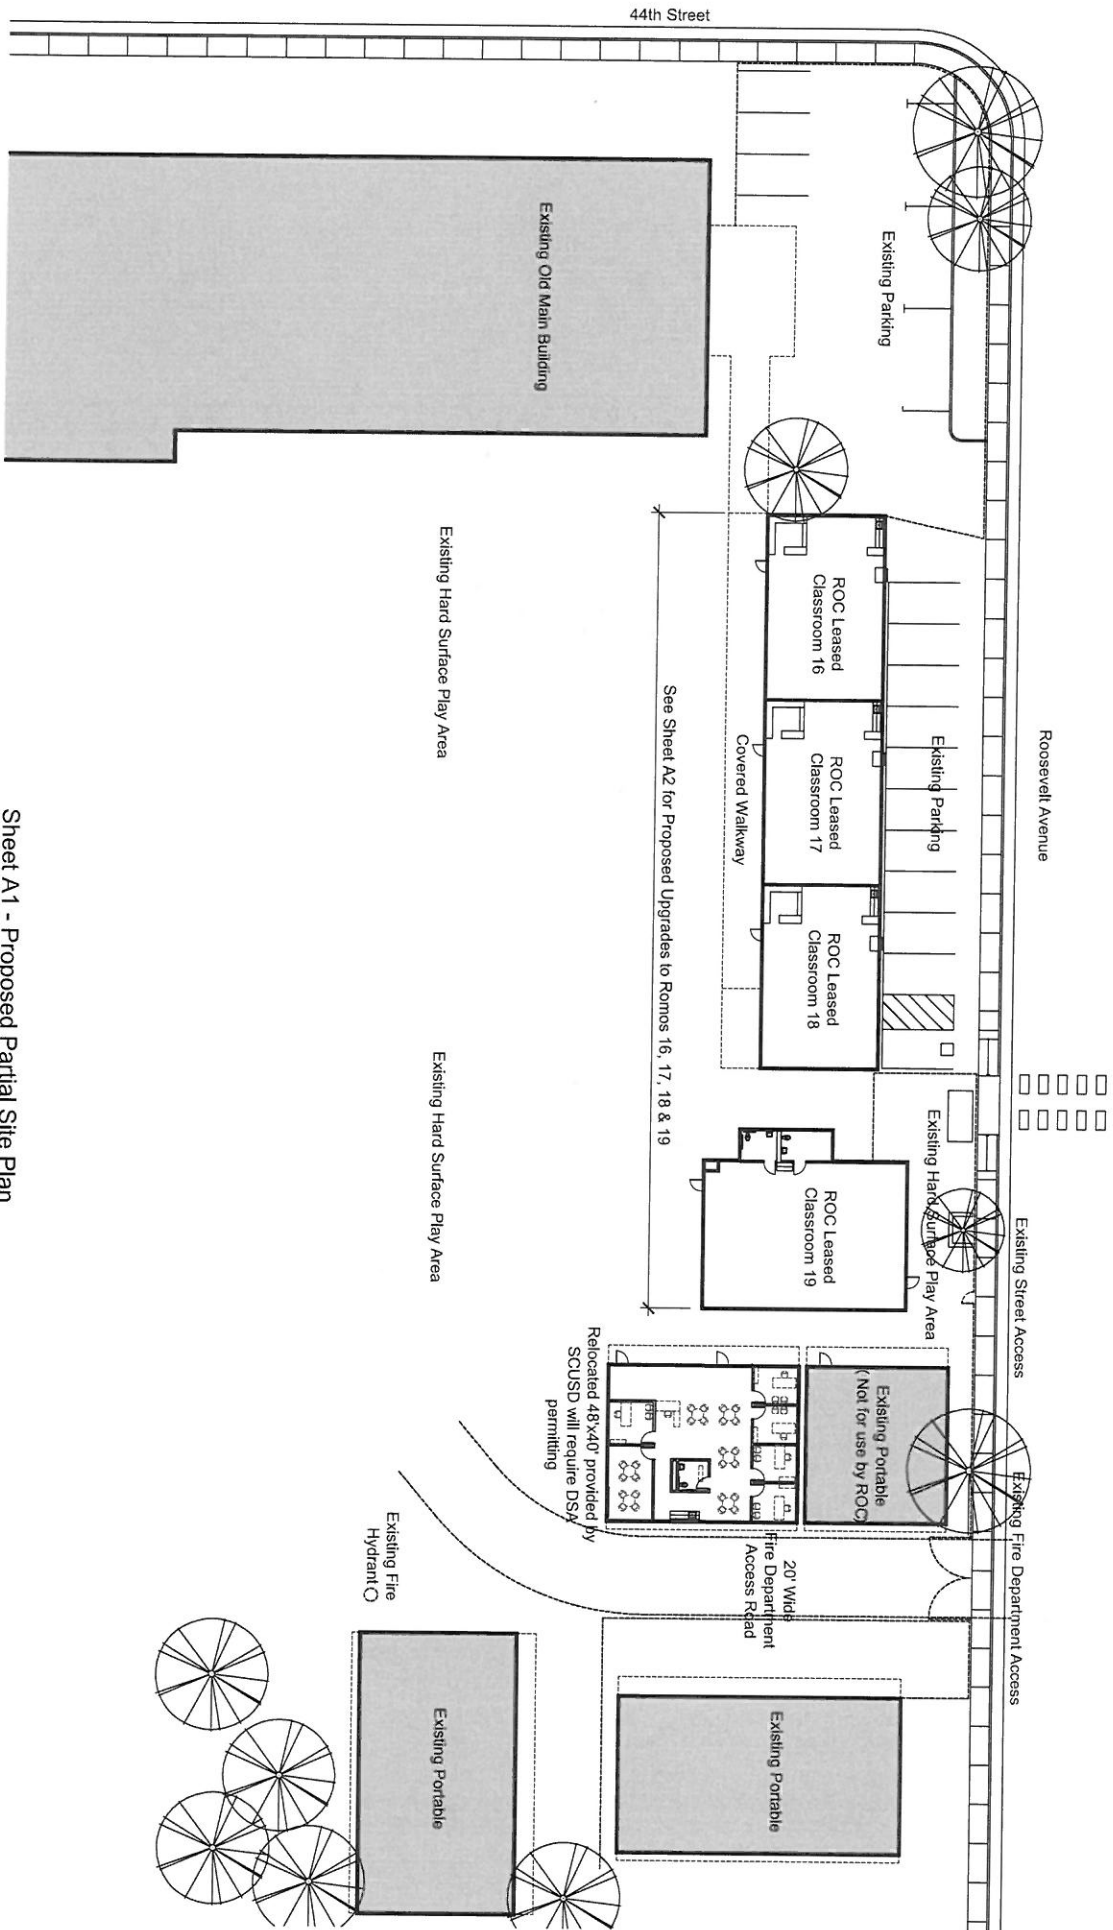 44th Street
Roosevelt Avenue
Existing Parking
Existing Old Main Building
ROC Leased
Classroom 16
ROC Leased
Classroom 17
ROC Leased
Classroom 18
Existing Parking
Covered Walkway
See Sheet A2 for Proposed Upgrades to Romos 16, 17, 18 & 19
Existing Hard Surface Play Area
Existing Hard Surface Play Area
Existing Hard Surface Play Area
ROC Leased
Classroom 19
Existing Street Access
Existing Portable
(Not for use by ROC)
Relocated 48'x40' provided by
SCUSD will require DSA
permitting
Existing Fire Department Access
20' Wide
Fire Department
Access Road
Existing Fire
Hydrant
Existing Portable
Existing Portable
Sheet A1 - Proposed Partial Site Plan